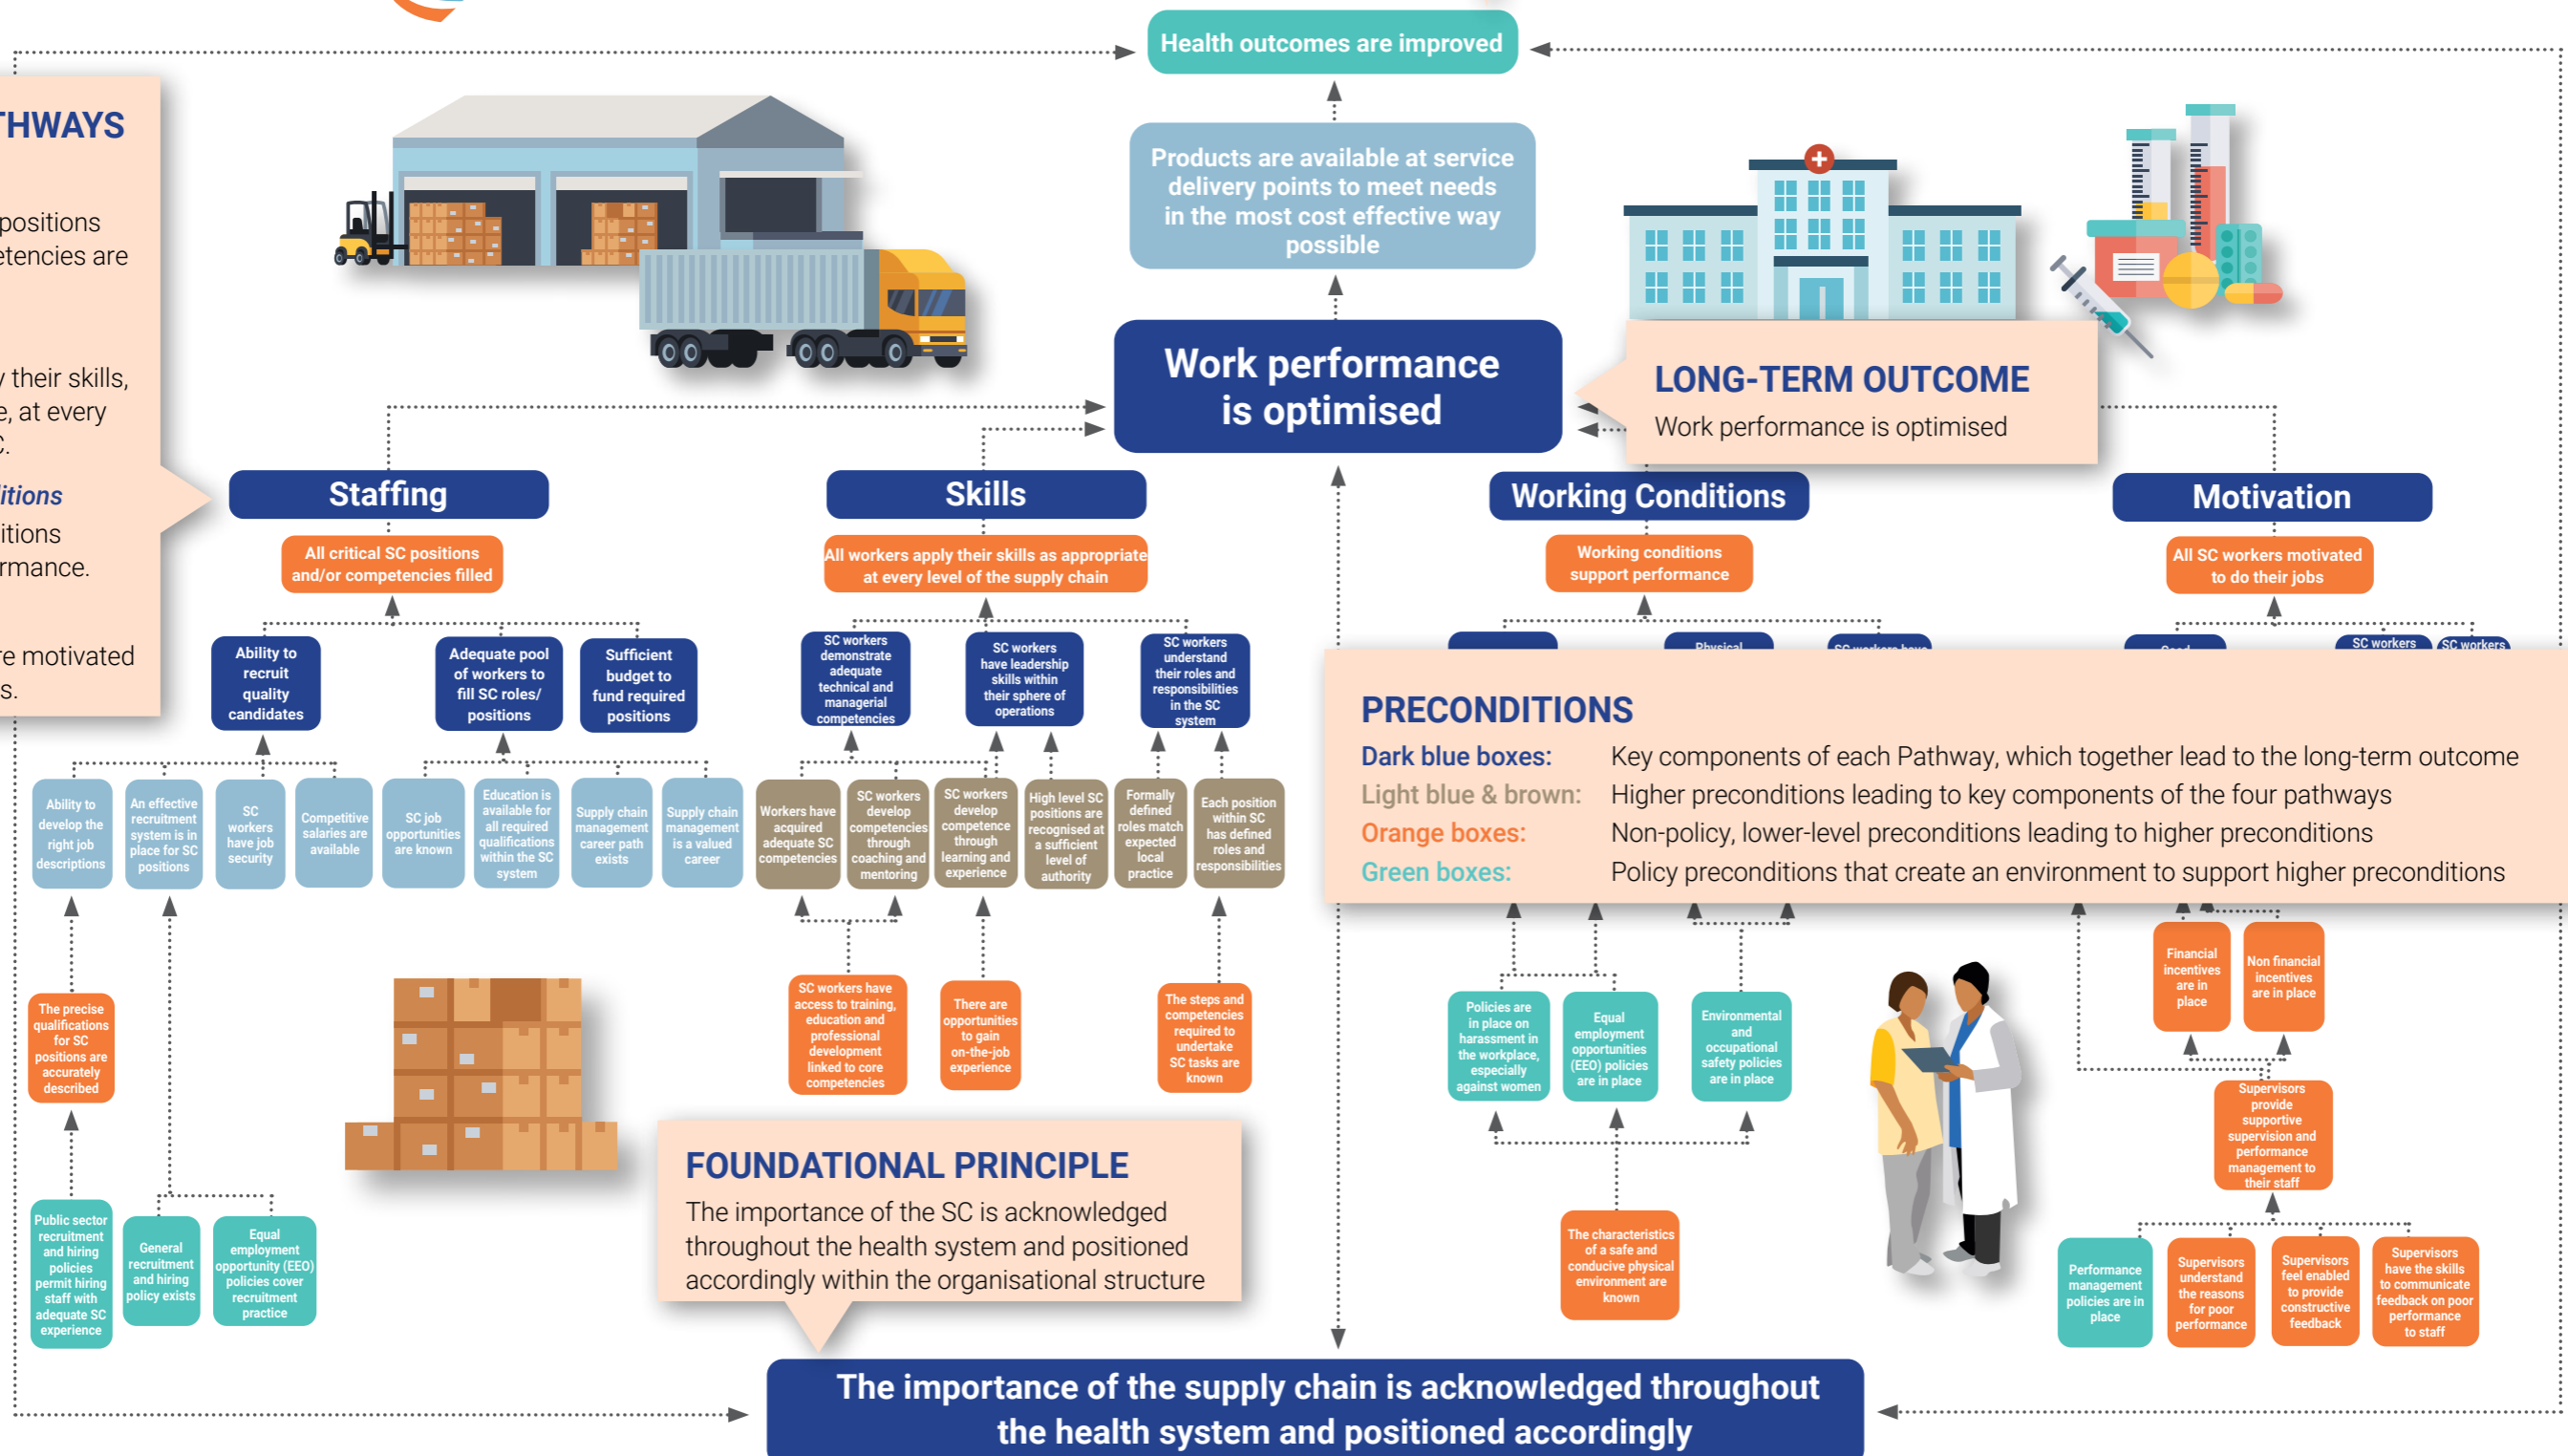 Health outcomes are improved
Products are available at service
delivery points to meet needs
in the most cost effective way
possible
Work performance
is optimised
LONG-TERM OUTCOME
Work performance is optimised
THWAYS
positions
etencies are
y their skills,
e, at every
C.
itions
itions
rmance.
re motivated
s.
Staffing
All critical SC positions
and/or competencies filled
Ability to
recruit
quality
candidates
Adequate pool
of workers to
fill SC roles/
positions
Sufficient
budget to
fund required
positions
Ability to
develop the
right job
descriptions
An effective
recruitment
system is in
place for SC
positions
SC
workers
have job
security
Competitive
salaries are
available
SC job
opportunities
are known
Education is
available for
all required
qualifications
within the SC
system
Supply chain
management
career path
exists
Supply chain
management
is a valued
career
The precise
qualifications
for SC
positions are
accurately
described
Public sector
recruitment
and hiring
policies
permit hiring
staff with
adequate SC
experience
General
recruitment
and hiring
policy exists
Equal
employment
opportunity (EEO)
policies cover
recruitment
practice
Skills
All workers apply their skills as appropriate
at every level of the supply chain
SC workers
demonstrate
adequate
technical and
managerial
competencies
SC workers
have leadership
skills within
their sphere of
operations
SC workers
understand
their roles and
responsibilities
in the SC
system
Workers have
acquired
adequate SC
competencies
SC workers
develop
competencies
through
coaching and
mentoring
SC workers
develop
competence
through
learning and
experience
High level SC
positions are
recognised at
a sufficient
level of
authority
Formally
defined
roles match
expected
local
practice
Each position
within SC
has defined
roles and
responsibilities
SC workers have
access to training,
education and
professional
development
linked to core
competencies
There are
opportunities
to gain
on-the-job
experience
The steps and
competencies
required to
undertake
SC tasks are
known
FOUNDATIONAL PRINCIPLE
The importance of the SC is acknowledged
throughout the health system and positioned
accordingly within the organisational structure
Working Conditions
Working conditions
support performance
Physical
SC workers have
Motivation
All SC workers motivated
to do their jobs
Good
SC workers
SC workers
PRECONDITIONS
Dark blue boxes: Key components of each Pathway, which together lead to the long-term outcome
Light blue & brown: Higher preconditions leading to key components of the four pathways
Orange boxes: Non-policy, lower-level preconditions leading to higher preconditions
Green boxes: Policy preconditions that create an environment to support higher preconditions
Policies are
in place on
harassment in
the workplace,
especially
against women
Equal
employment
opportunities
(EEO) policies
are in place
Environmental
and
occupational
safety policies
are in place
The characteristics
of a safe and
conducive physical
environment are
known
Financial
incentives
are in
place
Non financial
incentives
are in place
Supervisors
provide
supportive
supervision and
performance
management to
their staff
Performance
management
policies are in
place
Supervisors
understand
the reasons
for poor
performance
Supervisors
feel enabled
to provide
constructive
feedback
Supervisors
have the skills
to communicate
feedback on poor
performance
to staff
The importance of the supply chain is acknowledged throughout
the health system and positioned accordingly